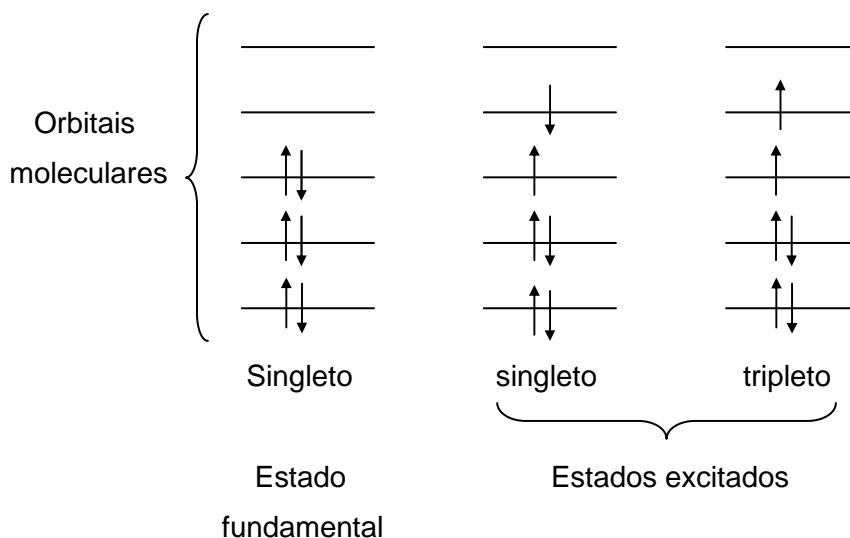 Orbitais
moleculares
Singleto
singleto
tripleto
Estado
fundamental
Estados excitados